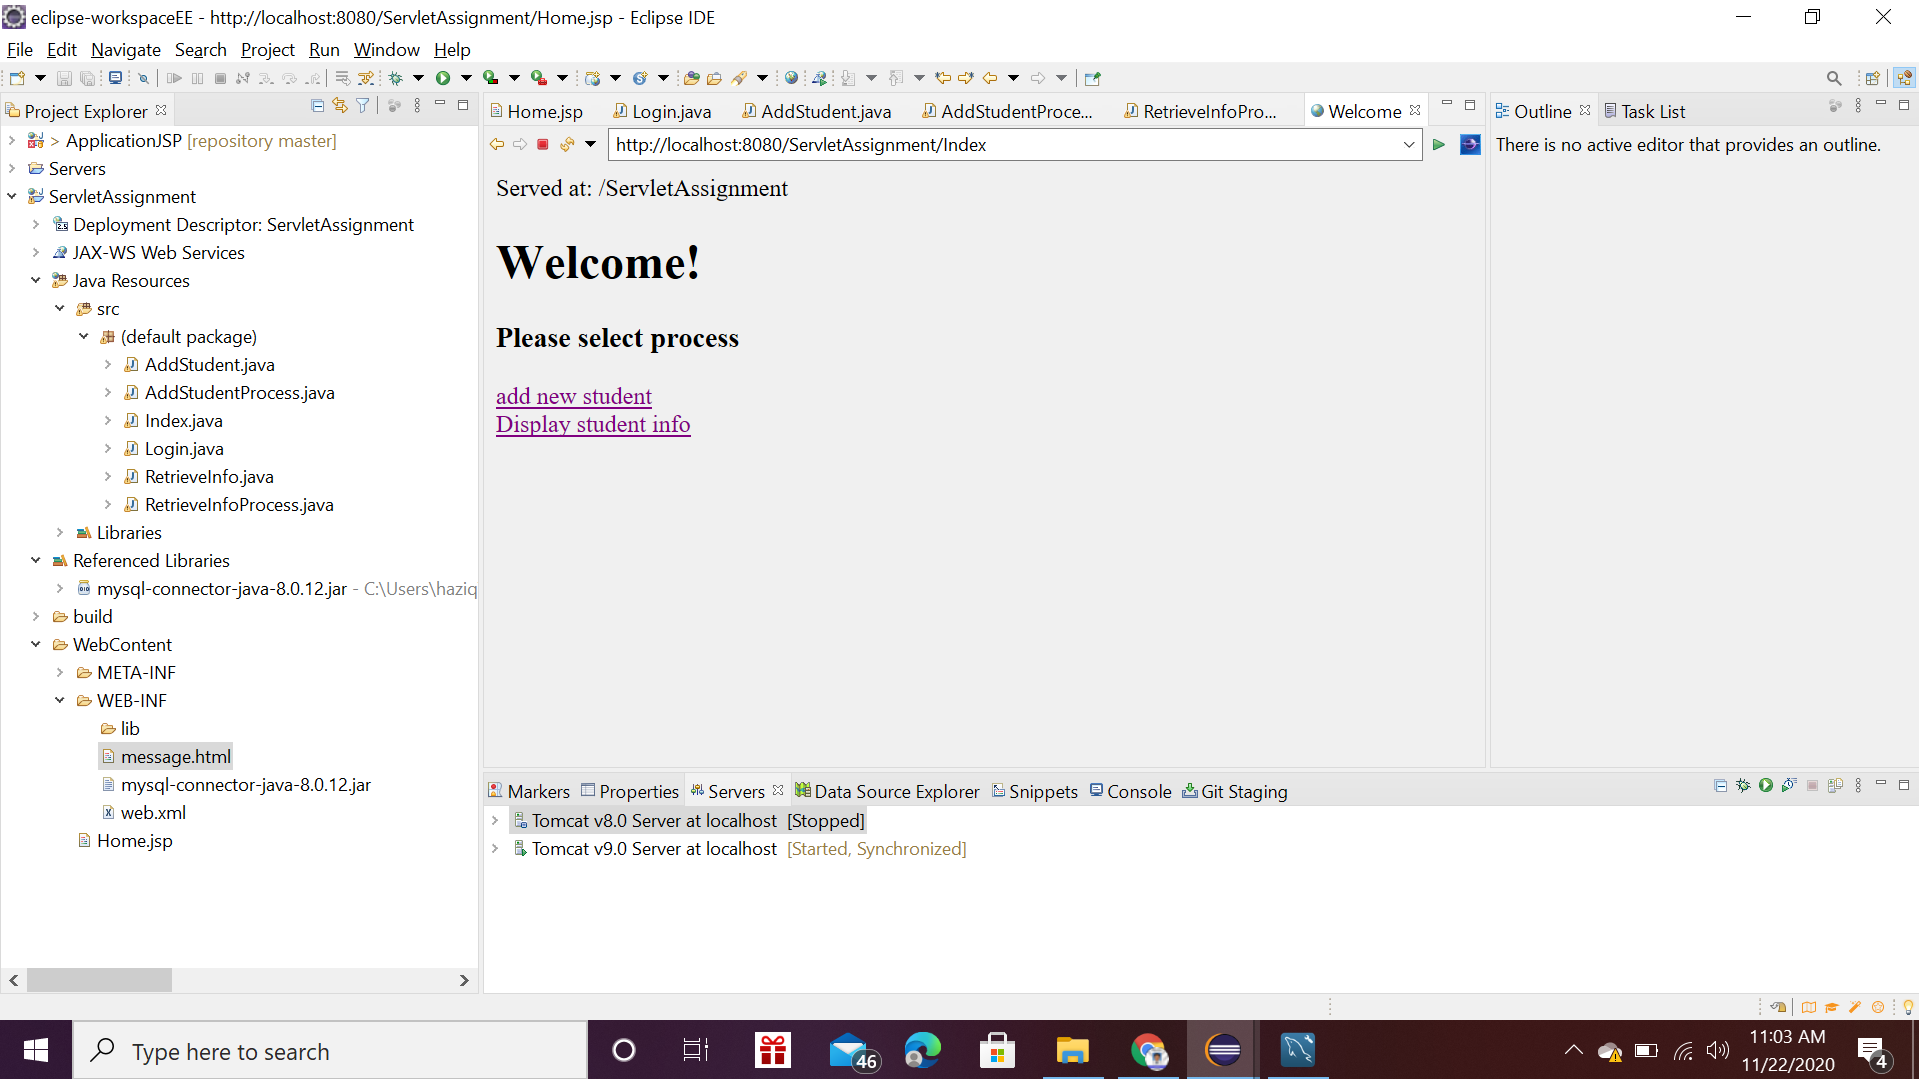 eclipse-workspaceEE - http://localhost:8080/ServletAssignment/Home.jsp - Eclipse IDE
File Edit Navigate Search Project Run Window Help
Project Explorer
> ApplicationJSP [repository master]
Servers
ServletAssignment
Deployment Descriptor: ServletAssignment
JAX-WS Web Services
Java Resources
src
(default package)
AddStudent.java
AddStudentProcess.java
Index.java
Login.java
RetrieveInfo.java
RetrieveInfoProcess.java
Libraries
Referenced Libraries
mysql-connector-java-8.0.12.jar - C:\Users\haziq
build
WebContent
META-INF
WEB-INF
lib
message.html
mysql-connector-java-8.0.12.jar
web.xml
Home.jsp
Home.jsp Login.java AddStudent.java AddStudentProce... RetrieveInfoPro... Welcome
http://localhost:8080/ServletAssignment/Index
Served at: /ServletAssignment
Welcome!
Please select process
add new student
Display student info
Outline Task List
There is no active editor that provides an outline.
Markers Properties Servers Data Source Explorer Snippets Console Git Staging
Tomcat v8.0 Server at localhost [Stopped]
Tomcat v9.0 Server at localhost [Started, Synchronized]
Type here to search
46
11:03 AM
11/22/2020
4